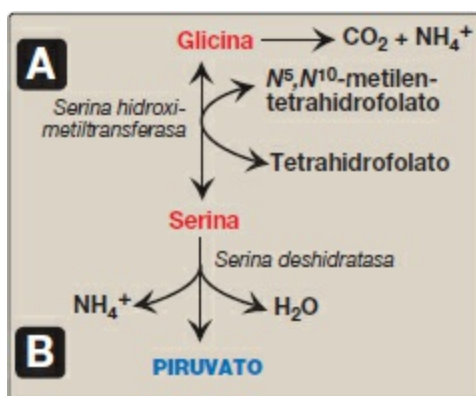 Glicina → CO₂ + NH₄⁺
A
N⁵,N¹⁰-metilen-
tetrahidrofolato
Serina hidroxi-
metiltransferasa
Tetrahidrofolato
Serina
Serina deshidratasa
NH₄⁺
H₂O
B
PIRUVATO